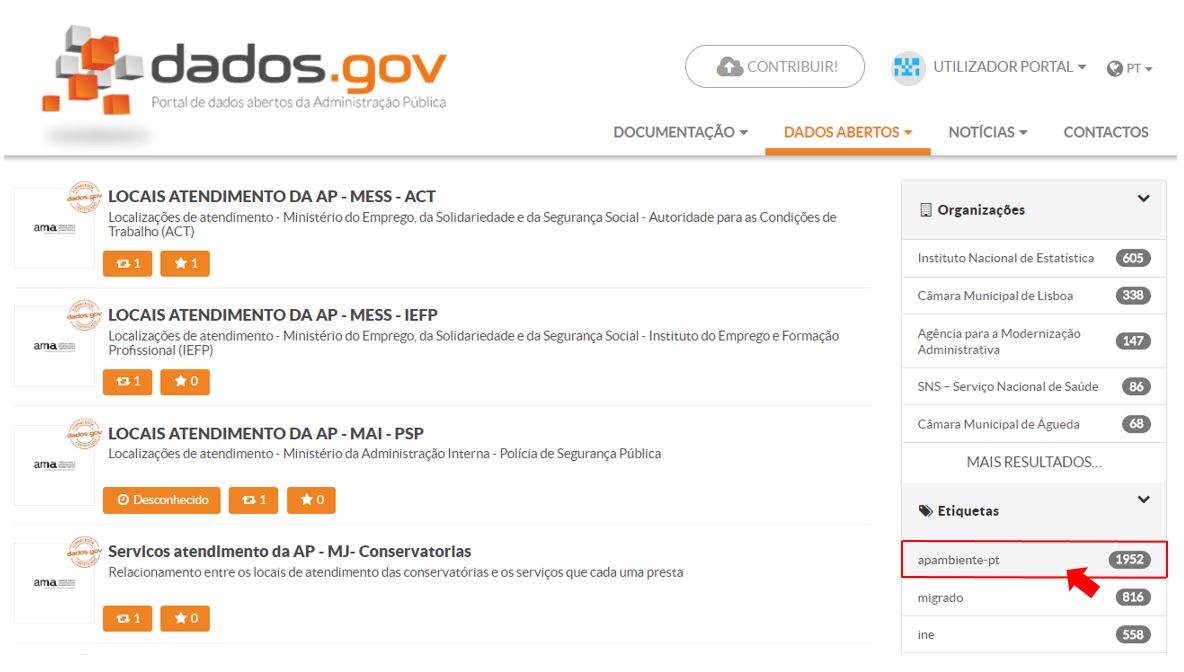 dados.gov
Portal de dados abertos da Administração Pública
CONTRIBUIR!
UTILIZADOR PORTAL
PT
DOCUMENTAÇÃO
DADOS ABERTOS
NOTÍCIAS
CONTACTOS
dados.gov
ama
LOCAIS ATENDIMENTO DA AP - MESS - ACT
Localizações de atendimento - Ministério do Emprego, da Solidariedade e da Segurança Social - Autoridade para as Condições de
Trabalho (ACT)
1
1
dados.gov
ama
LOCAIS ATENDIMENTO DA AP - MESS - IEFP
Localizações de atendimento - Ministério do Emprego, da Solidariedade e da Segurança Social - Instituto do Emprego e Formação
Profissional (IEFP)
1
0
dados.gov
ama
LOCAIS ATENDIMENTO DA AP - MAI - PSP
Localizações de atendimento - Ministério da Administração Interna - Polícia de Segurança Pública
Desconhecido
1
0
dados.gov
ama
Servicos atendimento da AP - MJ- Conservatorias
Relacionamento entre os locais de atendimento das conservatórias e os serviços que cada uma presta
1
0
Organizações
Instituto Nacional de Estatística 605
Câmara Municipal de Lisboa 338
Agência para a Modernização
Administrativa 147
SNS – Serviço Nacional de Saúde 86
Câmara Municipal de Águeda 68
MAIS RESULTADOS...
Etiquetas
apambiente-pt 1952
migrado 816
ine 558